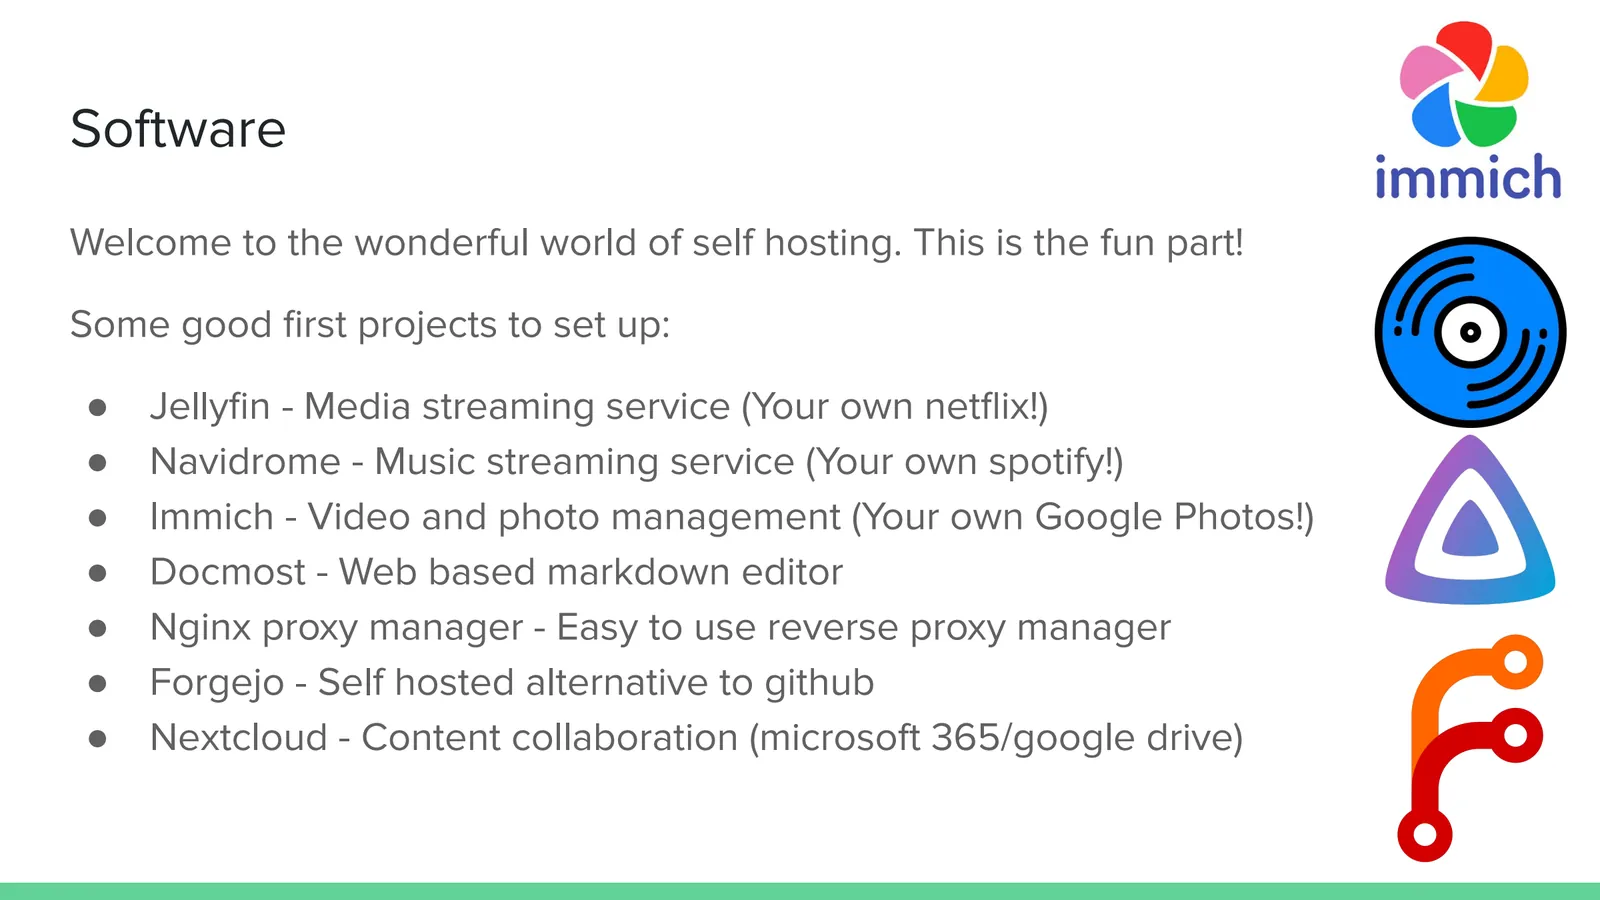 Software
immich
Welcome to the wonderful world of self hosting. This is the fun part!
Some good first projects to set up:
● Jellyfin - Media streaming service (Your own netflix!)
● Navidrome - Music streaming service (Your own spotify!)
● Immich - Video and photo management (Your own Google Photos!)
● Docmost - Web based markdown editor
● Nginx proxy manager - Easy to use reverse proxy manager
● Forgejo - Self hosted alternative to github
● Nextcloud - Content collaboration (microsoft 365/google drive)